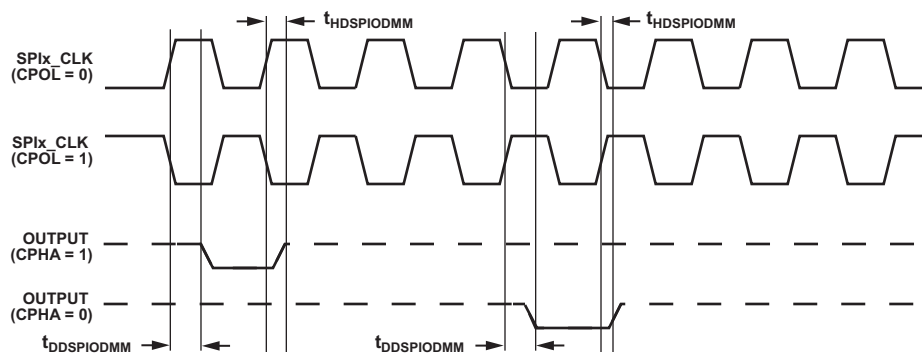 tHDSPIODMM
tHDSPIODMM
SPIx_CLK
(CPOL = 0)
SPIx_CLK
(CPOL = 1)
OUTPUT
(CPHA = 1)
OUTPUT
(CPHA = 0)
tDDSPIODMM
tDDSPIODMM